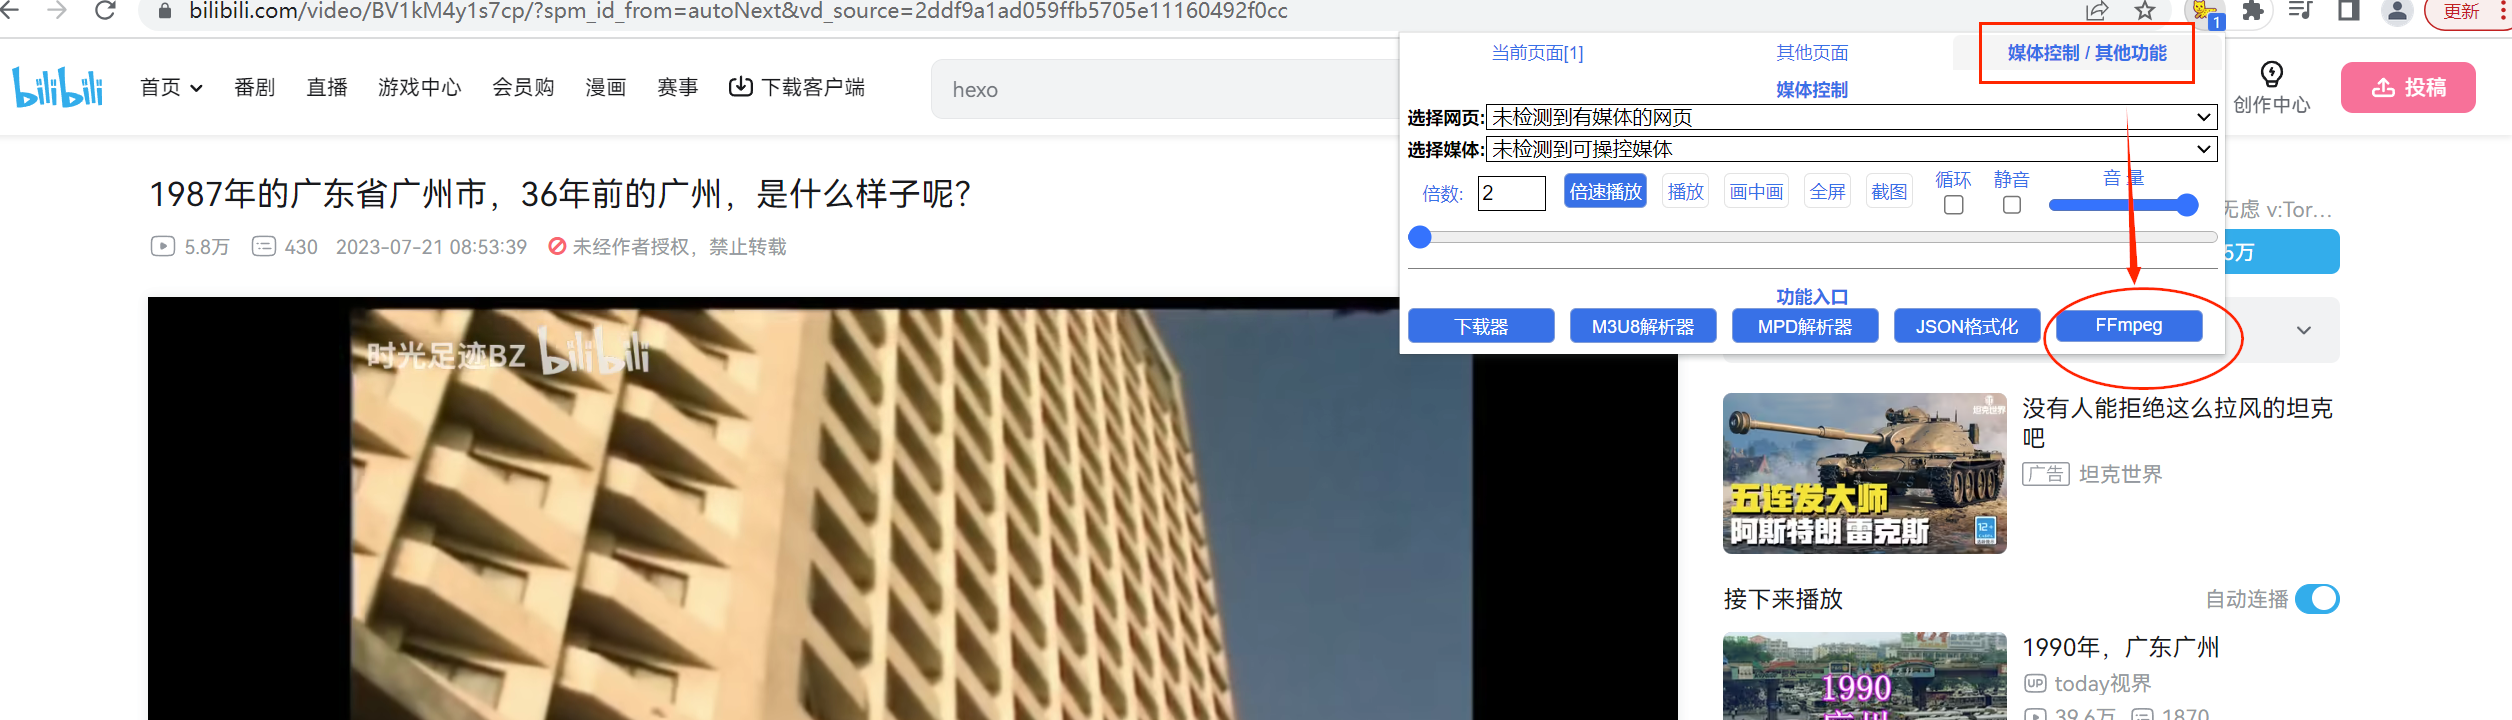 bilibili.com/video/BV1kM4y1s7cp/?spm_id_from=autoNext&vd_source=2ddf9a1ad059ffb5705e11160492f0cc
1
更新
bilibili
首页
番剧
直播
游戏中心
会员购
漫画
赛事
下载客户端
hexo
创作中心
投稿
当前页面[1]
其他页面
媒体控制 / 其他功能
媒体控制
选择网页: 未检测到有媒体的网页
选择媒体: 未检测到可操控媒体
倍数: 2 倍速播放 播放 画中画 全屏 截图 循环 静音 音量
功能入口
下载器 M3U8解析器 MPD解析器 JSON格式化 FFmpeg
1987年的广东省广州市，36年前的广州，是什么样子呢？
5.8万 430 2023-07-21 08:53:39 未经作者授权，禁止转载
时光足迹BZ bilibili
无虑 v:Tor...
万
没有人能拒绝这么拉风的坦克
吧
广告 坦克世界
坦克世界
五连发大师
阿斯特朗雷克斯
12+
接下来播放
自动连播
1990年，广东广州
UP today视界
39.6万 1870
1990